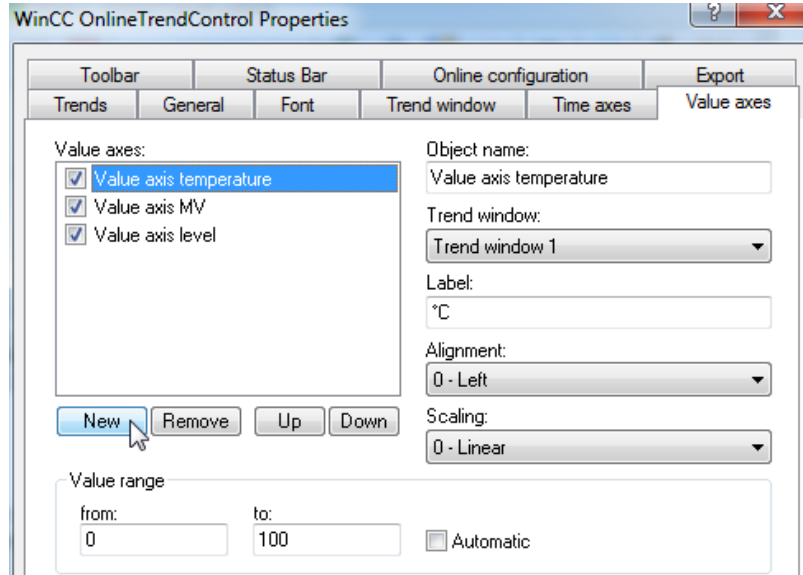 WinCC OnlineTrendControl Properties
?
X
Toolbar
Status Bar
Online configuration
Export
Trends
General
Font
Trend window
Time axes
Value axes
Value axes:
Value axis temperature
Value axis MV
Value axis level
New
Remove
Up
Down
Object name:
Value axis temperature
Trend window:
Trend window 1
Label:
°C
Alignment:
0 - Left
Scaling:
0 - Linear
Value range
from:
0
to:
100
Automatic